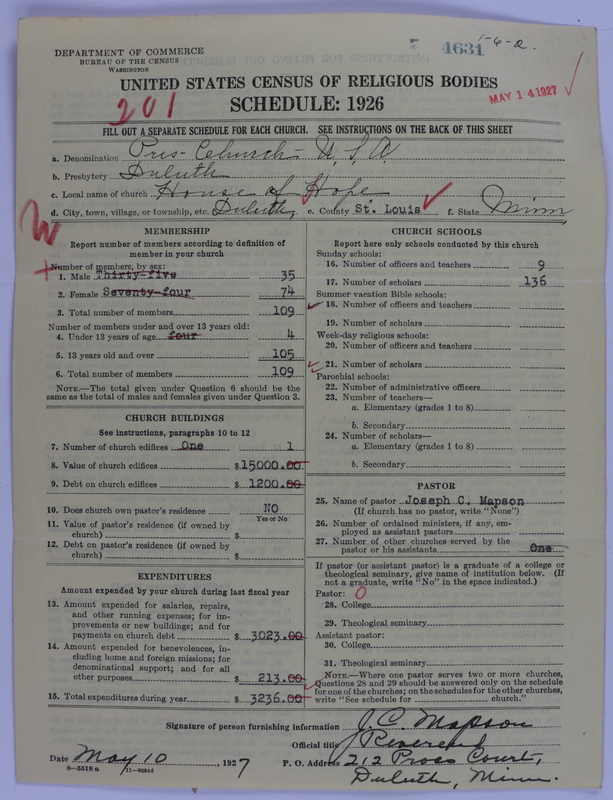 DEPARTMENT OF COMMERCE
BUREAU OF THE CENSUS
WASHINGTON
4631
1-6-2.
UNITED STATES CENSUS OF RELIGIOUS BODIES
SCHEDULE: 1926
MAY 14 1927
201
FILL OUT A SEPARATE SCHEDULE FOR EACH CHURCH. SEE INSTRUCTIONS ON THE BACK OF THIS SHEET
a. Denomination Pres- Church- U.S.A.
b. Presbytery Duluth
c. Local name of church House of Hope
d. City, town, village, or township, etc. Duluth, e. County St. Louis f. State Minn,
MEMBERSHIP
Report number of members according to definition of
member in your church
Number of members, by sex:
1. Male Thirty-five 35
2. Female Seventy-four 74
3. Total number of members 109
Number of members under and over 13 years old:
4. Under 13 years of age four 4
5. 13 years old and over 105
6. Total number of members 109
NOTE.—The total given under Question 6 should be
same as the total of males and females given under Question 3.
CHURCH BUILDINGS
See instructions, paragraphs 10 to 12
7. Number of church edifices One 1
8. Value of church edifices $15000.00
9. Debt on church edifices $1200.00
10. Does church own pastor's residence NO
Yes or No
11. Value of pastor's residence (if owned by
church) $
12. Debt on pastor's residence (if owned by
church) $
EXPENDITURES
Amount expended by your church during last fiscal year
13. Amount expended for salaries, repairs,
and other running expenses; for im-
provements or new buildings; and for
payments on church debt $ 3023.00
14. Amount expended for benevolences, in-
cluding home and foreign missions; for
denominational support; and for all
other purposes $ 213.00
15. Total expenditures during year $ 3236.00
CHURCH SCHOOLS
Report here only schools conducted by this church
Sunday schools:
16. Number of officers and teachers 9
17. Number of scholars 136
Summer vacation Bible schools:
18. Number of officers and teachers
19. Number of scholars
Week-day religious schools:
20. Number of officers and teachers
21. Number of scholars
Parochial schools:
22. Number of administrative officers
23. Number of teachers—
a. Elementary (grades 1 to 8)
b. Secondary
24. Number of scholars—
a. Elementary (grades 1 to 8)
b. Secondary
PASTOR
25. Name of pastor Joseph C. Mapson
(If church has no pastor, write "None")
26. Number of ordained ministers, if any, em-
ployed as assistant pastors
27. Number of other churches served by the
pastor or his assistants One
If pastor (or assistant pastor) is a graduate of a college or
theological seminary, give name of institution below. (If
not a graduate, write "No" in the space indicated.)
Pastor: O
28. College
29. Theological seminary
Assistant pastor:
30. College
31. Theological seminary
NOTE.—Where one pastor serves two or more churches,
Questions 28 and 29 should be answered only on the schedule
for one of the churches; on the schedules for the other churches,
write "See schedule for church."
Signature of person furnishing information J.C. Mapson
Official title Reverend
Date May 10, 1927 P. O. Address 212 Pros Court,
Duluth, Minn.
8-5518a 11-9084d